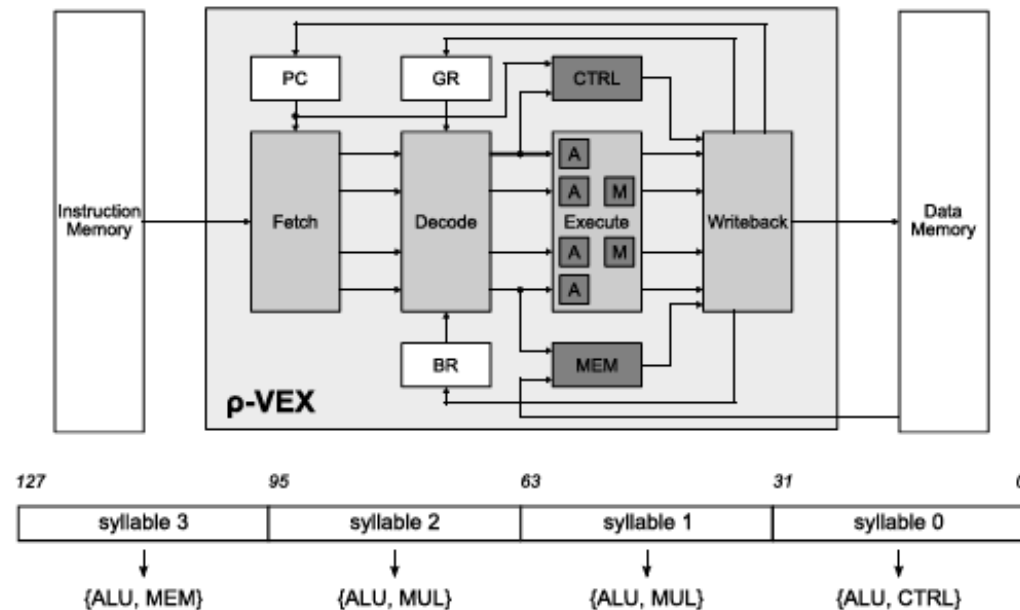 PC
GR
CTRL
A
A M
Instruction
Memory
Fetch
Decode
Execute
Writeback
Data
Memory
A M
A
BR
MEM
ρ-VEX
127 95 63 31 0
syllable 3 syllable 2 syllable 1 syllable 0
{ALU, MEM} {ALU, MUL} {ALU, MUL} {ALU, CTRL}